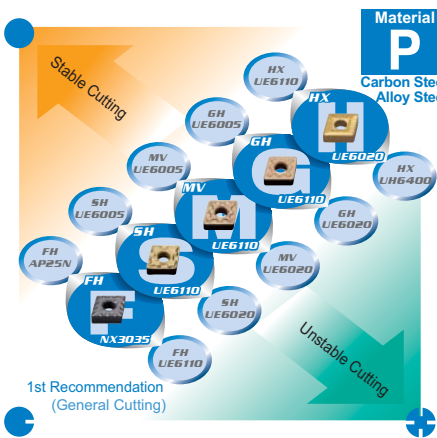 Material
P
Carbon Stee
Alloy Stee
Stable Cutting
HX
UE6110
HX
H
UE6020
GH
UE6005
GH
G
UE6110
HX
UH6400
MV
UE6005
MV
M
UE6110
GH
UE6020
SH
UE6005
SH
S
UE6110
MV
UE6020
FH
AP25N
FH
F
NX3035
SH
UE6020
FH
UE6110
Unstable Cutting
1st Recommendation
(General Cutting)